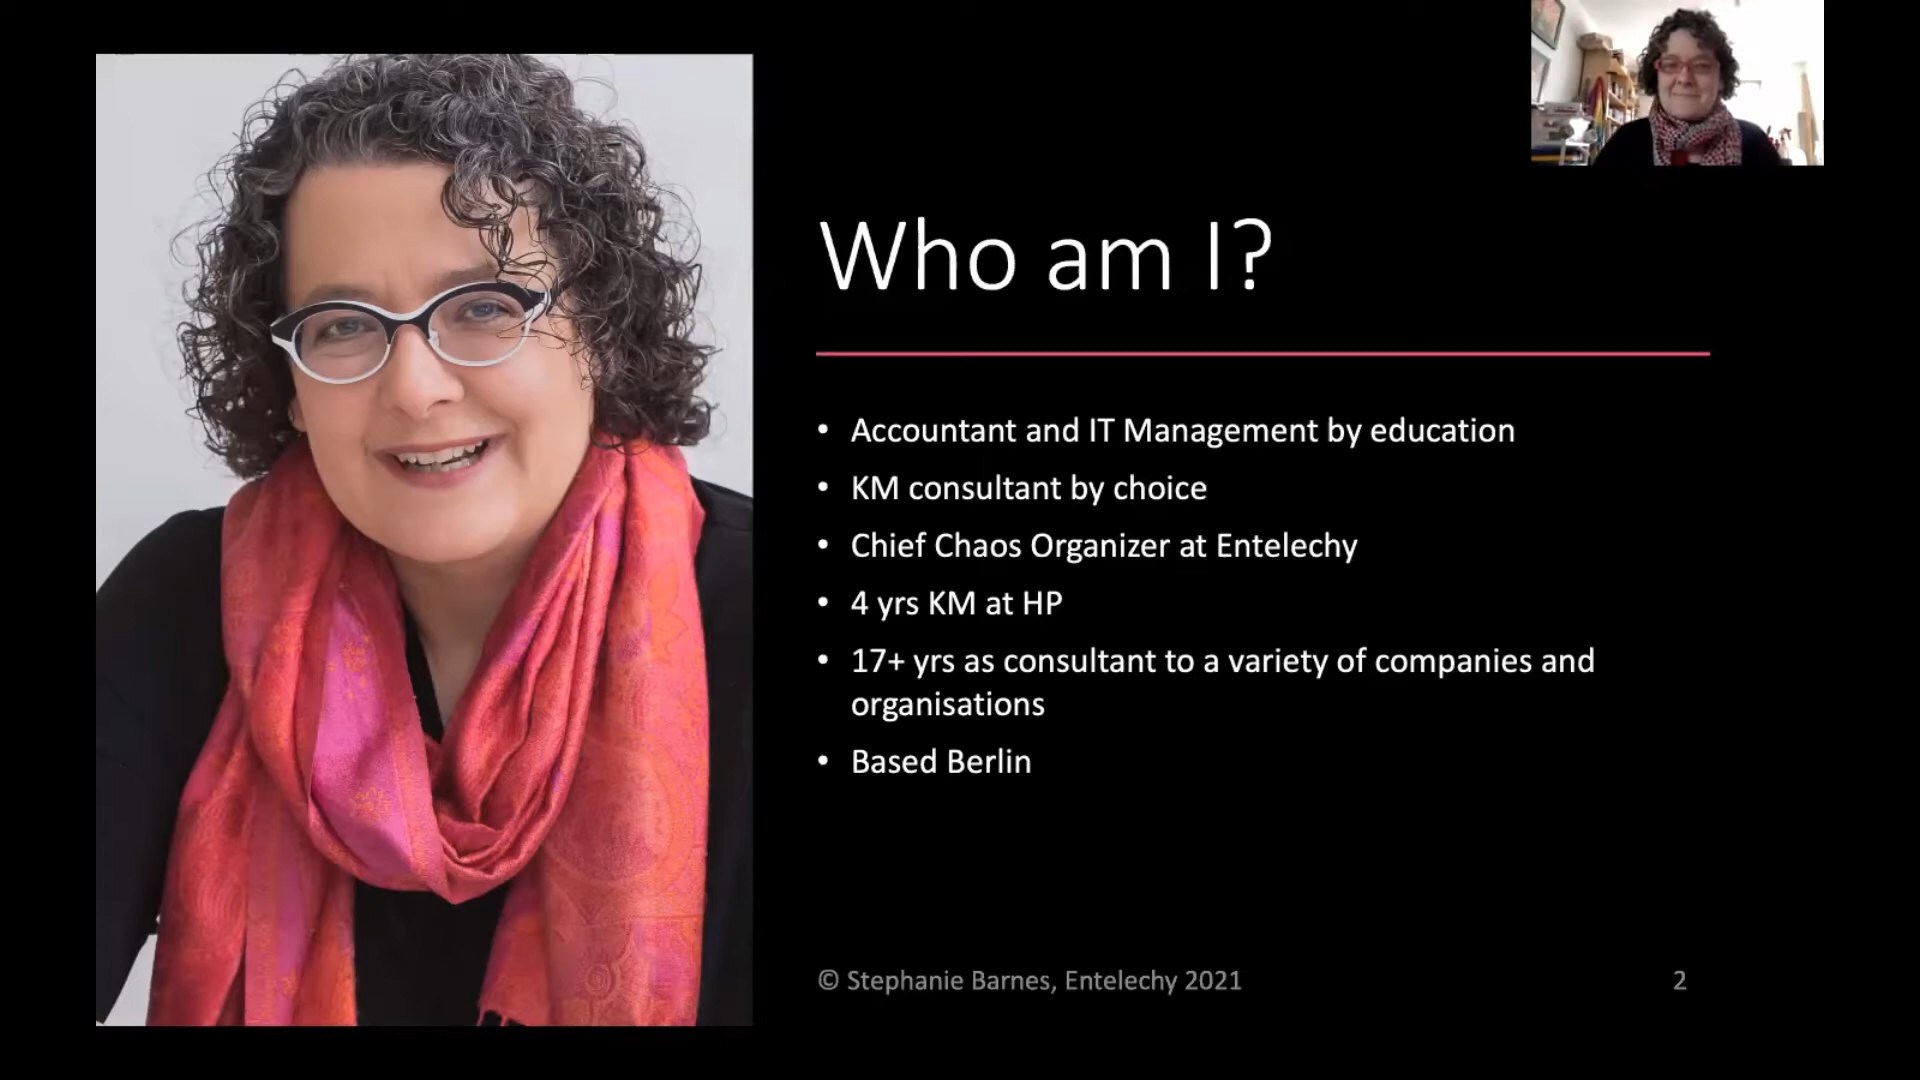 Who am I?
• Accountant and IT Management by education
• KM consultant by choice
• Chief Chaos Organizer at Entelechy
• 4 yrs KM at HP
• 17+ yrs as consultant to a variety of companies and
organisations
• Based Berlin
© Stephanie Barnes, Entelechy 2021
2